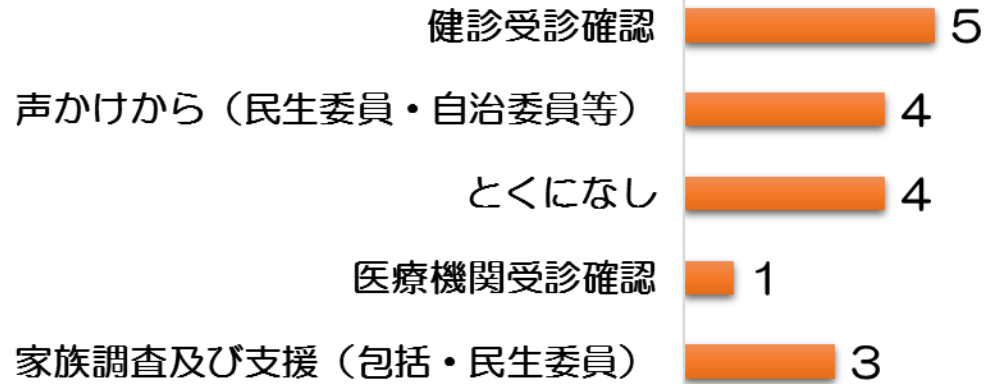 健診受診確認 5
声かけから（民生委員・自治委員等） 4
とくになし 4
医療機関受診確認 1
家族調査及び支援（包括・民生委員） 3